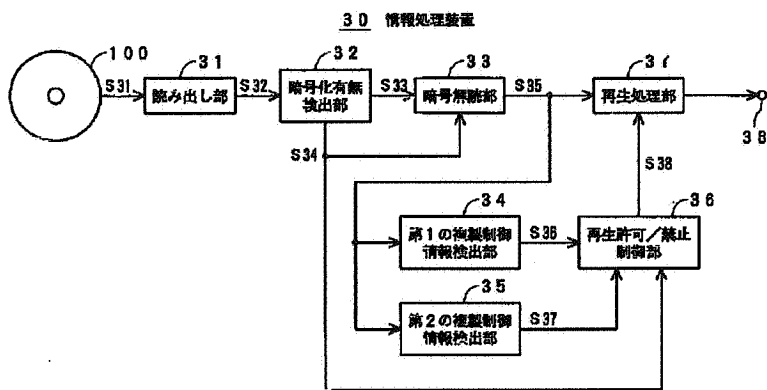 30 情報処理装置
100
31
32
33
37
S31
読み出し部
S32
暗号化有無
検出部
S33
暗号解読部
S35
再生処理部
38
S34
S38
34
36
第1の複製制御
情報検出部
S36
再生許可/禁止
制御部
35
第2の複製制御
情報検出部
S37